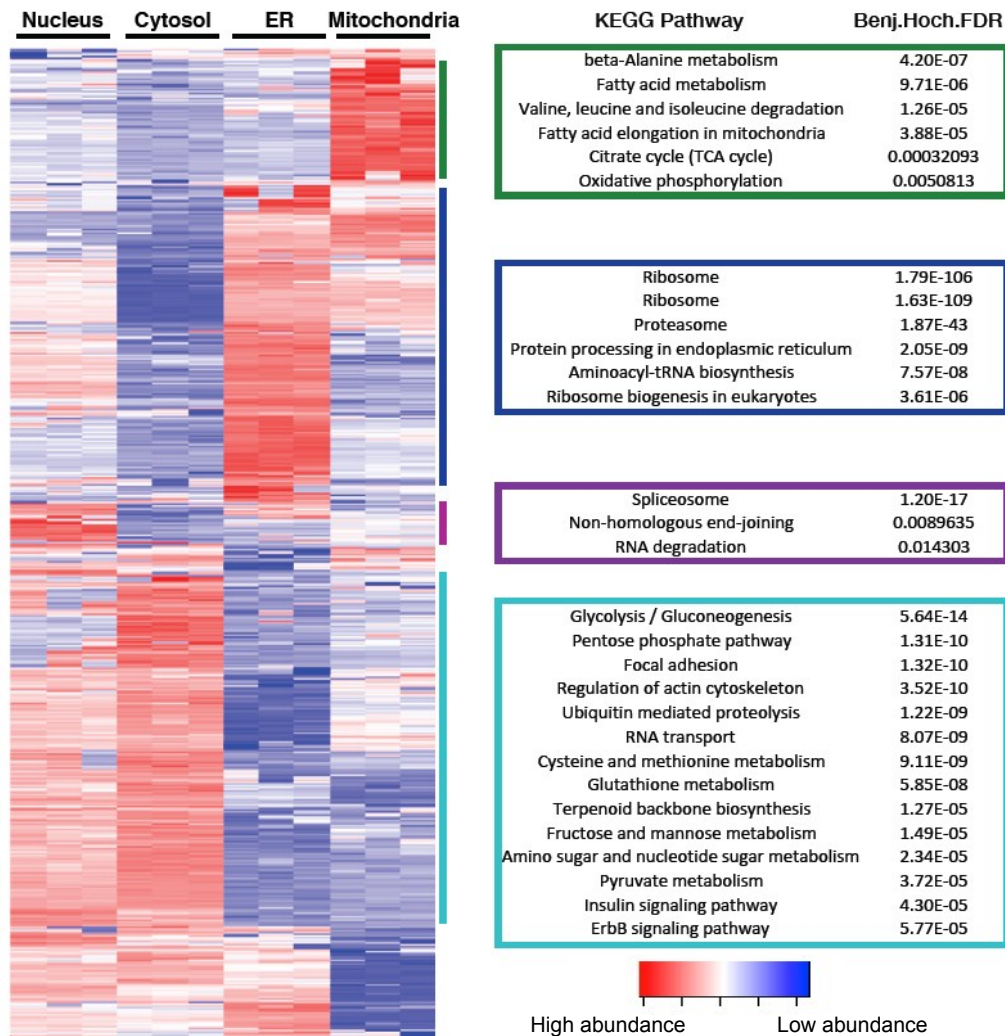 Nucleus Cytosol ER Mitochondria KEGG Pathway Benj.Hoch.FDR
beta-Alanine metabolism 4.20E-07
Fatty acid metabolism 9.71E-06
Valine, leucine and isoleucine degradation 1.26E-05
Fatty acid elongation in mitochondria 3.88E-05
Citrate cycle (TCA cycle) 0.00032093
Oxidative phosphorylation 0.0050813
Ribosome 1.79E-106
Ribosome 1.63E-109
Proteasome 1.87E-43
Protein processing in endoplasmic reticulum 2.05E-09
Aminoacyl-tRNA biosynthesis 7.57E-08
Ribosome biogenesis in eukaryotes 3.61E-06
Spliceosome 1.20E-17
Non-homologous end-joining 0.0089635
RNA degradation 0.014303
Glycolysis / Gluconeogenesis 5.64E-14
Pentose phosphate pathway 1.31E-10
Focal adhesion 1.32E-10
Regulation of actin cytoskeleton 3.52E-10
Ubiquitin mediated proteolysis 1.22E-09
RNA transport 8.07E-09
Cysteine and methionine metabolism 9.11E-09
Glutathione metabolism 5.85E-08
Terpenoid backbone biosynthesis 1.27E-05
Fructose and mannose metabolism 1.49E-05
Amino sugar and nucleotide sugar metabolism 2.34E-05
Pyruvate metabolism 3.72E-05
Insulin signaling pathway 4.30E-05
ErbB signaling pathway 5.77E-05
High abundance Low abundance